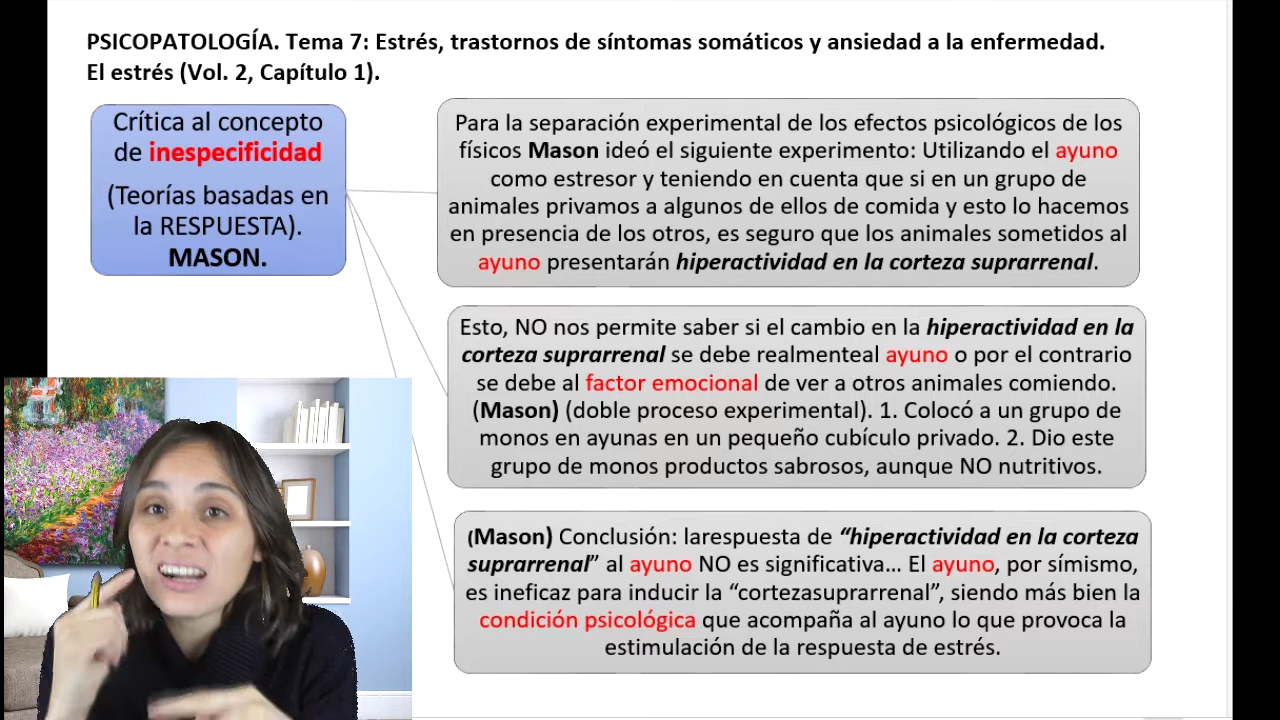 PSICOPATOLOGÍA. Tema 7: Estrés, trastornos de síntomas somáticos y ansiedad a la enfermedad.
El estrés (Vol. 2, Capítulo 1).
Crítica al concepto
de inespecificidad
(Teorías basadas en
la RESPUESTA).
MASON.
Para la separación experimental de los efectos psicológicos de los
físicos Mason ideó el siguiente experimento: Utilizando el ayuno
como estresor y teniendo en cuenta que si en un grupo de
animales privamos a algunos de ellos de comida y esto lo hacemos
en presencia de los otros, es seguro que los animales sometidos al
ayuno presentarán hiperactividad en la corteza suprarrenal.
Esto, NO nos permite saber si el cambio en la hiperactividad en la
corteza suprarrenal se debe realmenteal ayuno o por el contrario
se debe al factor emocional de ver a otros animales comiendo.
(Mason) (doble proceso experimental). 1. Colocó a un grupo de
monos en ayunas en un pequeño cubículo privado. 2. Dio este
grupo de monos productos sabrosos, aunque NO nutritivos.
(Mason) Conclusión: larespuesta de “hiperactividad en la corteza
suprarrenal” al ayuno NO es significativa... El ayuno, por símismo,
es ineficaz para inducir la “cortezasuprarrenal”, siendo más bien la
condición psicológica que acompaña al ayuno lo que provoca la
estimulación de la respuesta de estrés.